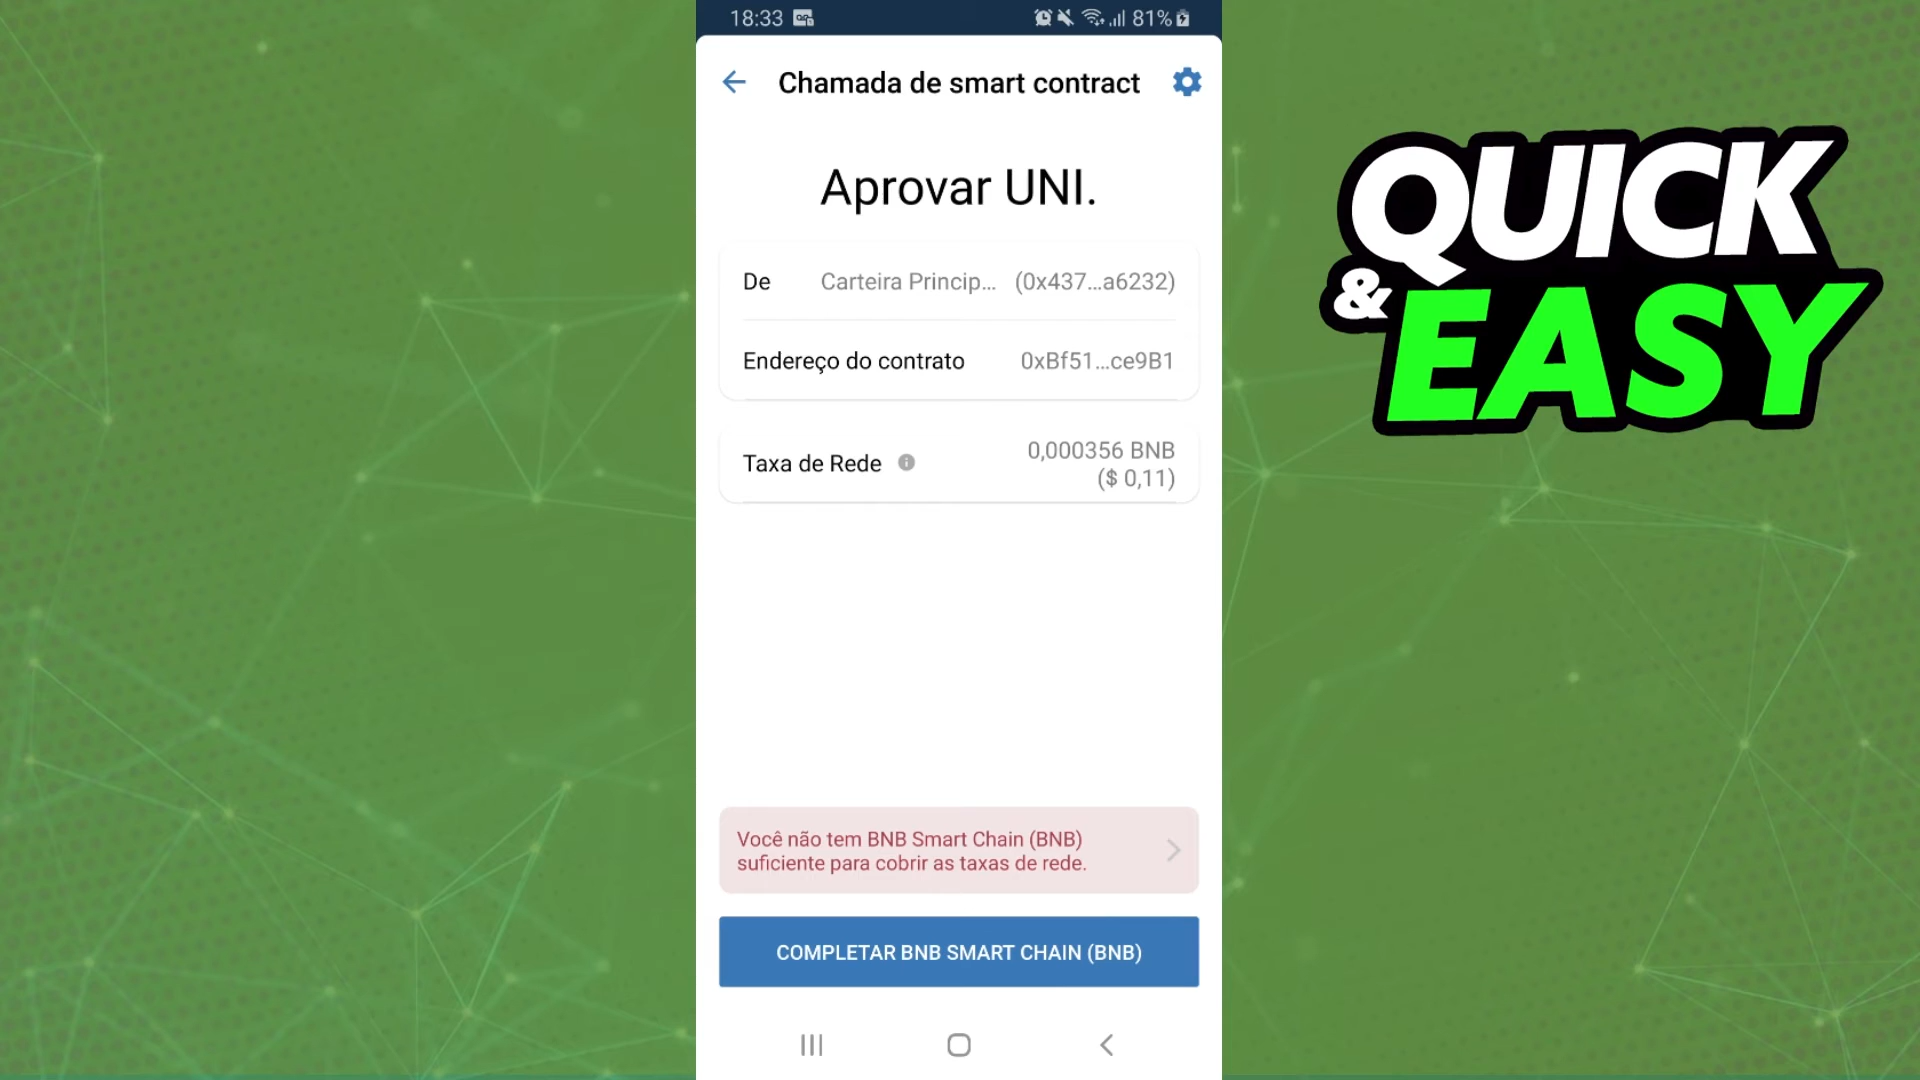 18:33
81%
Chamada de smart contract
Aprovar UNI.
De Carteira Princip... (0x437...a6232)
Endereço do contrato 0xBf51...ce9B1
Taxa de Rede 0,000356 BNB
($ 0,11)
Você não tem BNB Smart Chain (BNB)
suficiente para cobrir as taxas de rede.
COMPLETAR BNB SMART CHAIN (BNB)
QUICK
& EASY